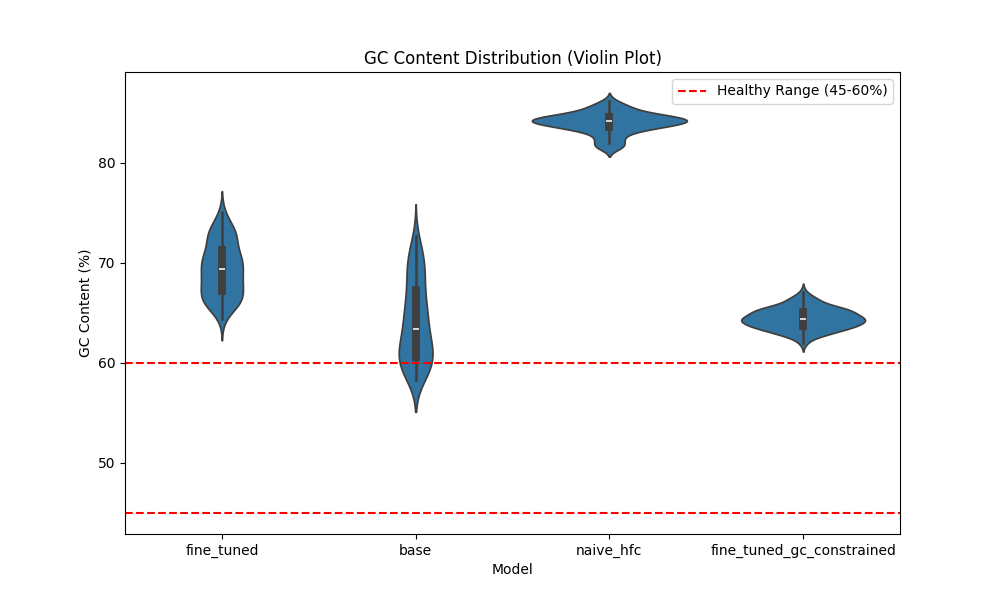 GC Content Distribution (Violin Plot)
Healthy Range (45-60%)
GC Content (%)
80
70
60
50
fine_tuned
base
naive_hfc
fine_tuned_gc_constrained
Model